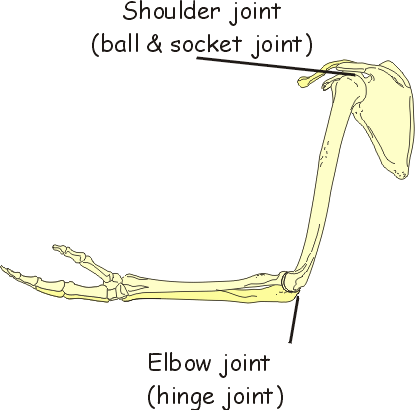 Shoulder joint
(ball & socket joint)
Elbow joint
(hinge joint)